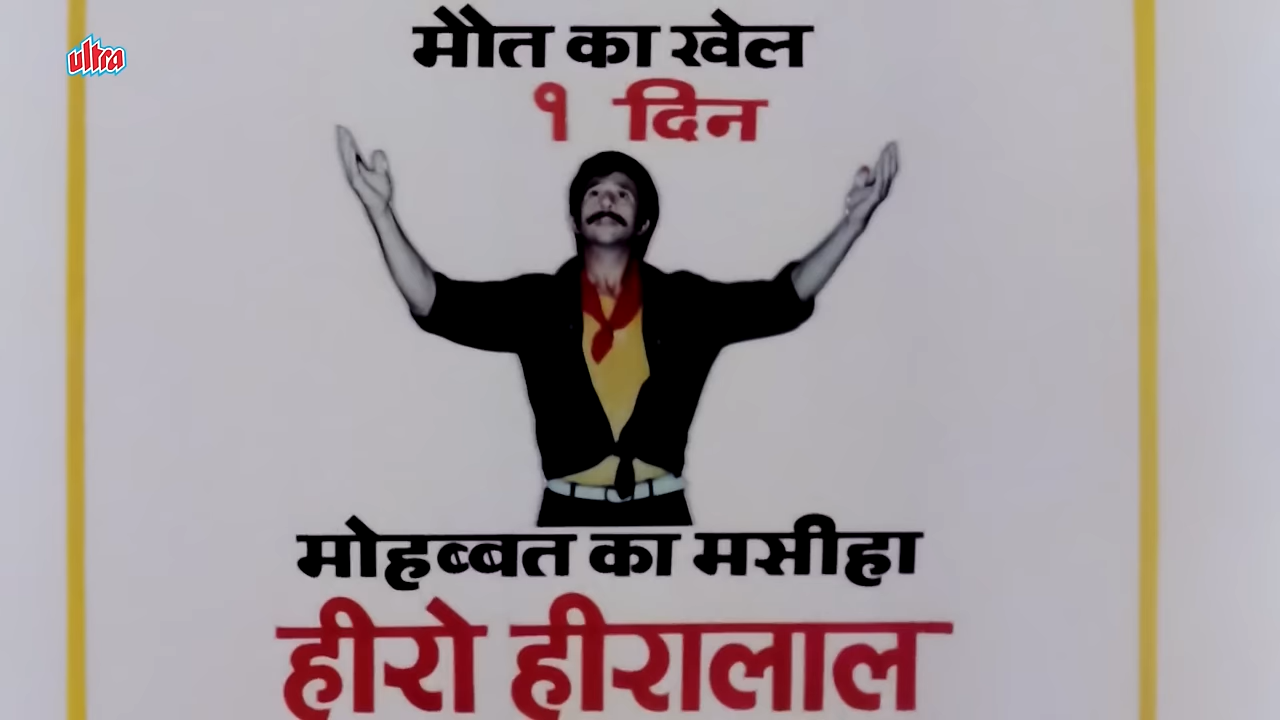 ultra
मौत का खेल
१ दिन
मोहब्बत का मसीहा
हीरो हीरालाल